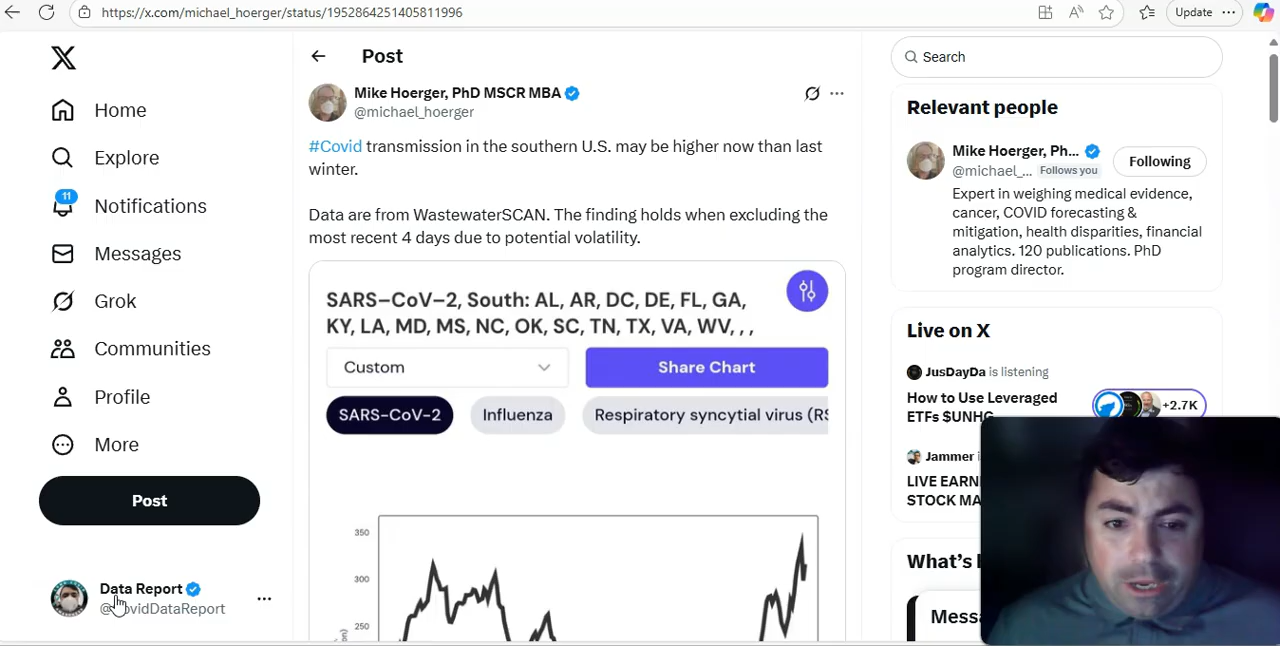 https://x.com/michael_hoerger/status/1952864251405811996
Update
Home
Explore
11
Notifications
Messages
Grok
Communities
Profile
More
Post
Data Report
@CovidDataReport
Post
Mike Hoerger, PhD MSCR MBA
@michael_hoerger
#Covid transmission in the southern U.S. may be higher now than last
winter.
Data are from WastewaterSCAN. The finding holds when excluding the
most recent 4 days due to potential volatility.
SARS-CoV-2, South: AL, AR, DC, DE, FL, GA,
KY, LA, MD, MS, NC, OK, SC, TN, TX, VA, WV, , ,
Custom
Share Chart
SARS-CoV-2
Influenza
Respiratory syncytial virus (RS
350
300
250
Search
Relevant people
Mike Hoerger, Ph...
@michael_...
Follows you
Following
Expert in weighing medical evidence,
cancer, COVID forecasting &
mitigation, health disparities, financial
analytics. 120 publications. PhD
program director.
Live on X
JusDayDa is listening
How to Use Leveraged
ETFs $UNHG
+2.7K
Jammer
LIVE EARN
STOCK MA
What's
Mess